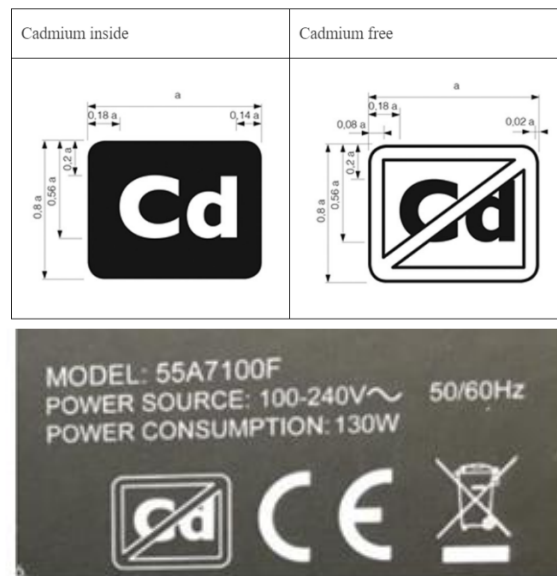 Cadmium inside
Cadmium free
a
0,18 a
0,14 a
0,2 a
0,56 a
0,8 a
Cd
a
0,18 a
0,08 a
0,02 a
0,2 a
0,56 a
0,8 a
Cd
MODEL: 55A7100F
POWER SOURCE: 100-240V~ 50/60Hz
POWER CONSUMPTION: 130W
Cd CE